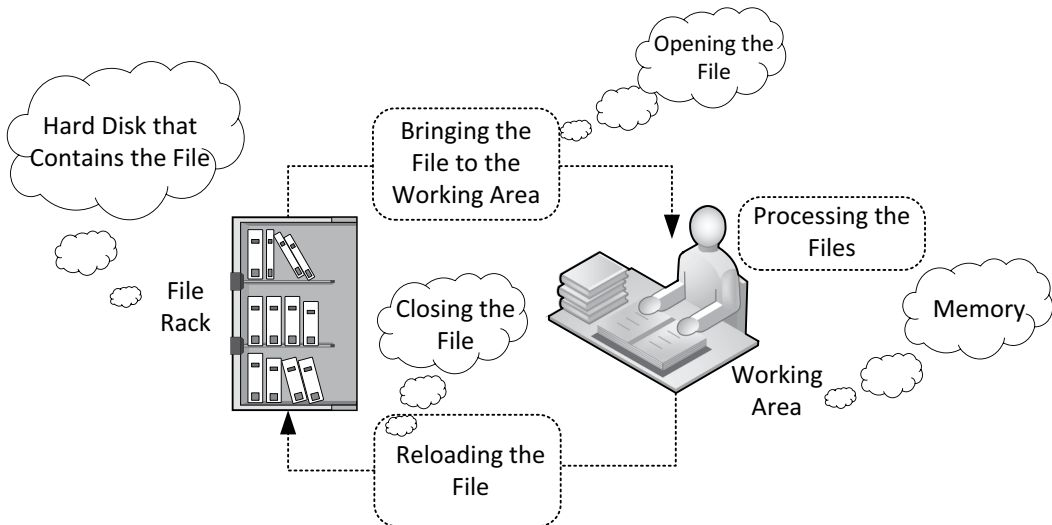 Opening the
File
Hard Disk that
Contains the File
Bringing the
File to the
Working Area
Processing the
Files
File
Rack
Closing the
File
Memory
Working
Area
Reloading the
File